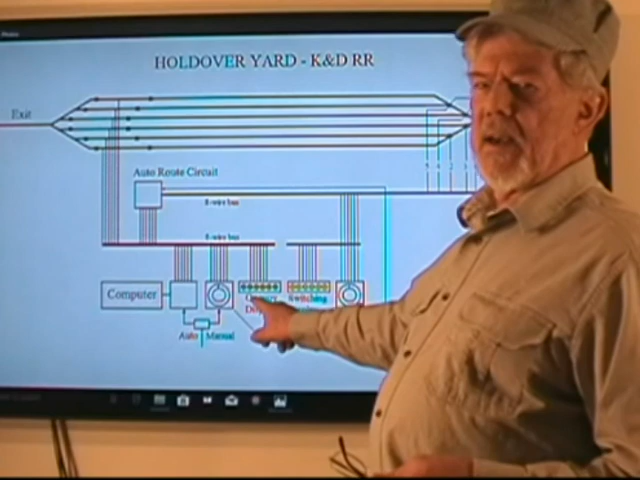 HOLDOVER YARD - K&D RR
Exit
Auto Route Circuit
8-wire bus
8-wire bus
Computer
Switching
Auto
Manual